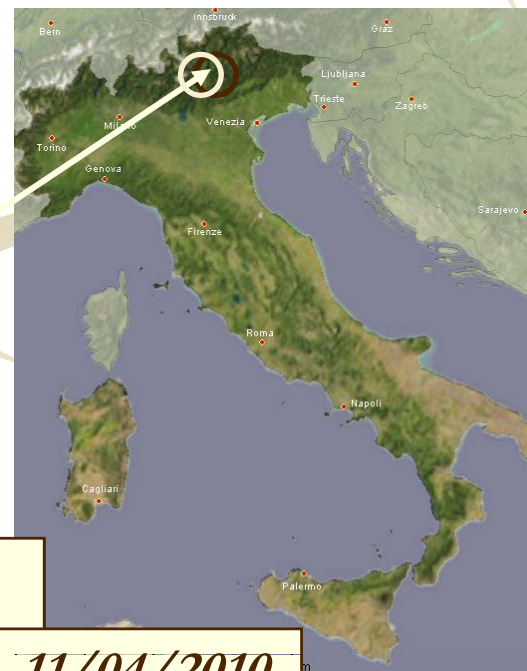 Innsbruck
Bern
Graz
Ljubljana
Milano
Trieste
Zagreb
Venezia
Torino
Genova
Sarajevo
Firenze
Roma
Napoli
Cagliari
Palermo
11/04/2010
m